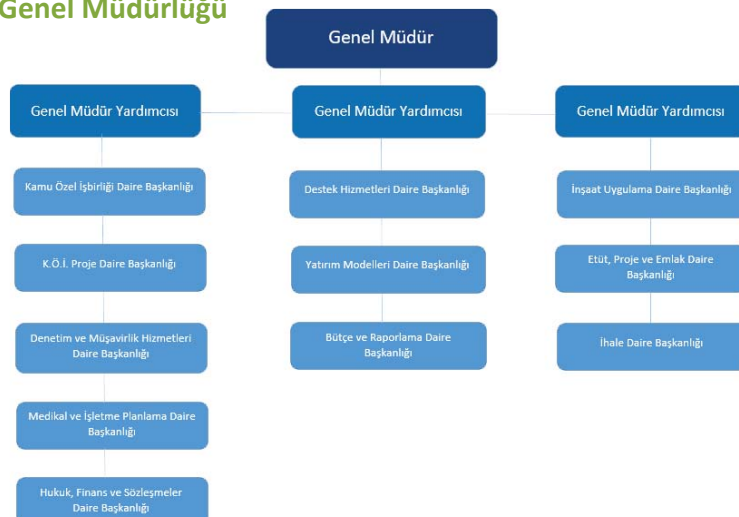 Genel Müdürlüğü
Genel Müdür
Genel Müdür Yardımcısı
Genel Müdür Yardımcısı
Genel Müdür Yardımcısı
Kamu Özel İşbirliği Daire Başkanlığı
Destek Hizmetleri Daire Başkanlığı
İnşaat Uygulama Daire Başkanlığı
K.Ö.İ. Proje Daire Başkanlığı
Yatırım Modelleri Daire Başkanlığı
Etüt, Proje ve Emlak Daire
Başkanlığı
Denetim ve Müşavirlik Hizmetleri
Daire Başkanlığı
Bütçe ve Raporlama Daire
Başkanlığı
İhale Daire Başkanlığı
Medikal ve İşletme Planlama Daire
Başkanlığı
Hukuk, Finans ve Sözleşmeler
Daire Başkanlığı